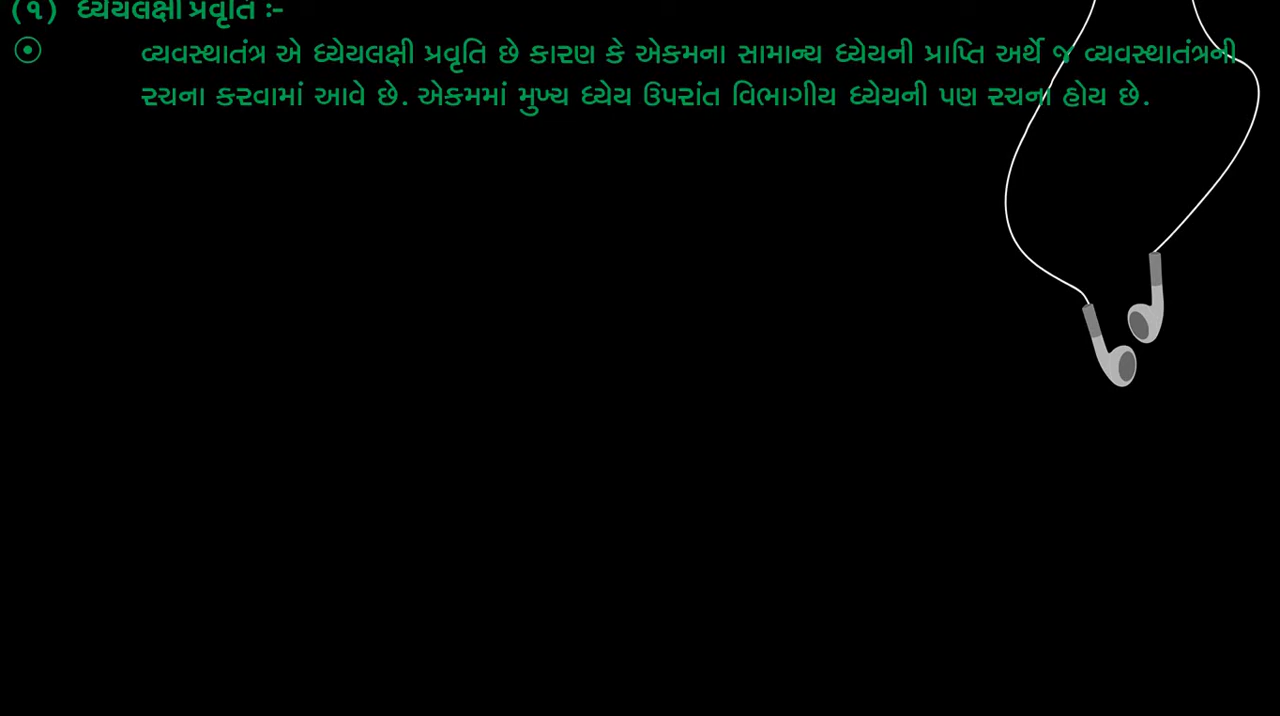 (૧) ધ્યેયલક્ષી પ્રવૃતિ :-
વ્યવસ્થાતંત્ર એ ધ્યેયલક્ષી પ્રવૃતિ છે કારણ કે એકમના સામાન્ય ધ્યેયની પ્રાપ્તિ અર્થે જ વ્યવસ્થાતંત્રની
રચના કરવામાં આવે છે. એકમમાં મુખ્ય ધ્યેય ઉપરાંત વિભાગીય ધ્યેયની પણ રચના હોય છે.